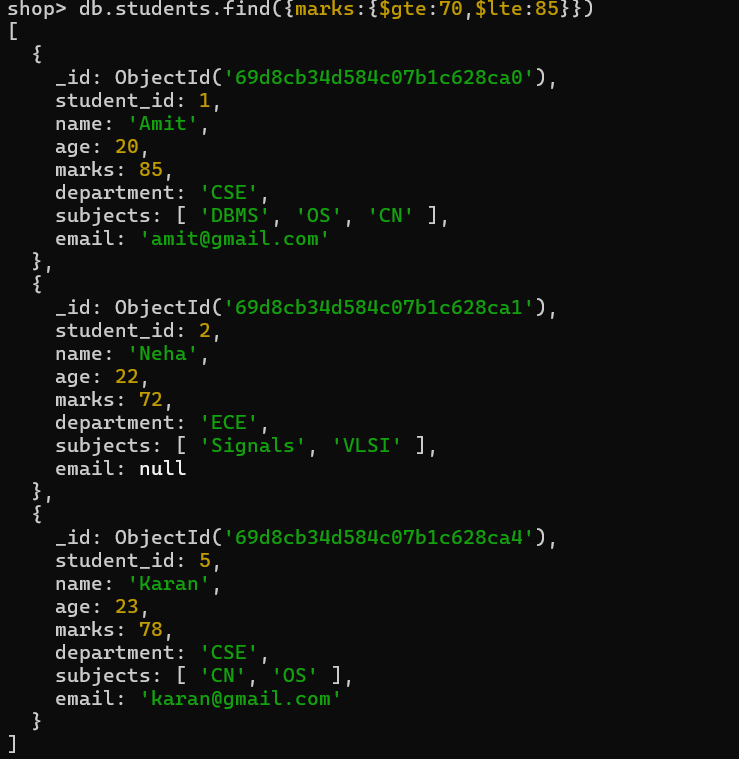 shop> db.students.find({marks:{$gte:70,$lte:85}})
[
  {
    _id: ObjectId('69d8cb34d584c07b1c628ca0'),
    student_id: 1,
    name: 'Amit',
    age: 20,
    marks: 85,
    department: 'CSE',
    subjects: [ 'DBMS', 'OS', 'CN' ],
    email: 'amit@gmail.com'
  },
  {
    _id: ObjectId('69d8cb34d584c07b1c628ca1'),
    student_id: 2,
    name: 'Neha',
    age: 22,
    marks: 72,
    department: 'ECE',
    subjects: [ 'Signals', 'VLSI' ],
    email: null
  },
  {
    _id: ObjectId('69d8cb34d584c07b1c628ca4'),
    student_id: 5,
    name: 'Karan',
    age: 23,
    marks: 78,
    department: 'CSE',
    subjects: [ 'CN', 'OS' ],
    email: 'karan@gmail.com'
  }
]